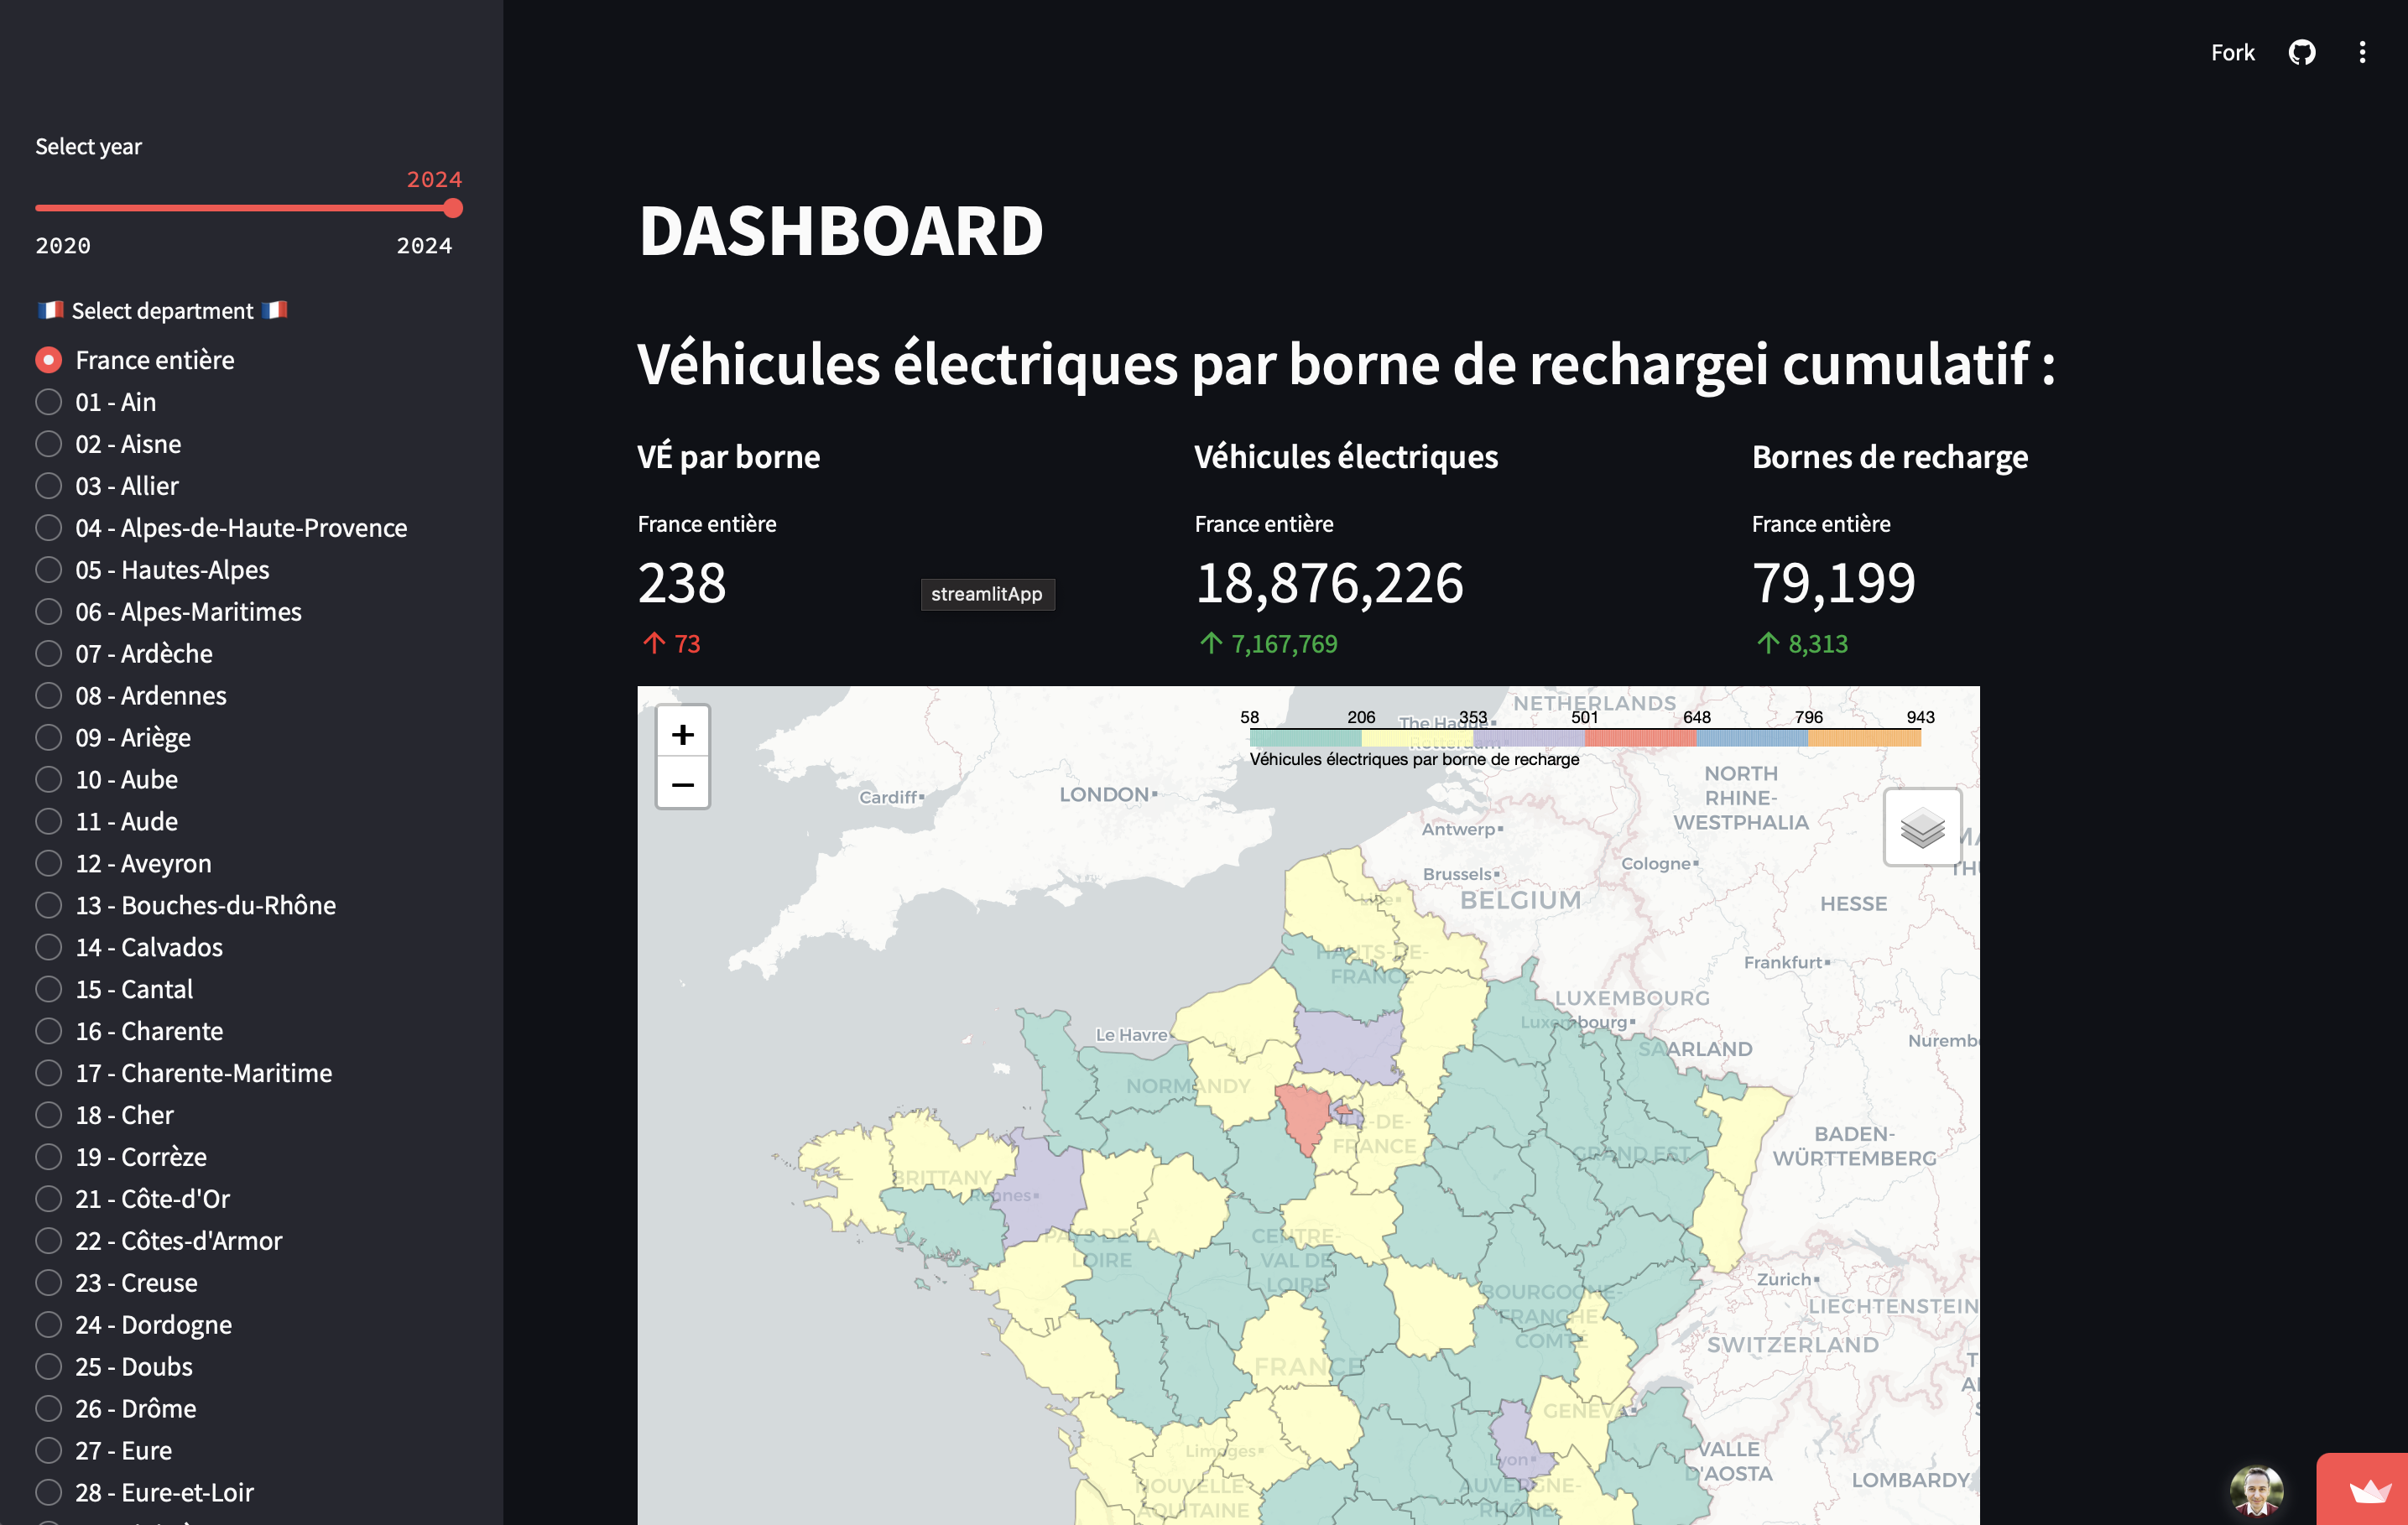 Fork
Select year
2024
2020 2024
🇫🇷 Select department 🇫🇷
France entière
01 - Ain
02 - Aisne
03 - Allier
04 - Alpes-de-Haute-Provence
05 - Hautes-Alpes
06 - Alpes-Maritimes
07 - Ardèche
08 - Ardennes
09 - Ariège
10 - Aube
11 - Aude
12 - Aveyron
13 - Bouches-du-Rhône
14 - Calvados
15 - Cantal
16 - Charente
17 - Charente-Maritime
18 - Cher
19 - Corrèze
21 - Côte-d'Or
22 - Côtes-d'Armor
23 - Creuse
24 - Dordogne
25 - Doubs
26 - Drôme
27 - Eure
28 - Eure-et-Loir
DASHBOARD
Véhicules électriques par borne de rechargei cumulatif :
VÉ par borne
France entière
238
↑ 73
streamlitApp
Véhicules électriques
France entière
18,876,226
↑ 7,167,769
Bornes de recharge
France entière
79,199
↑ 8,313
+
−
58 206 353 501 648 796 943
Véhicules électriques par borne de recharge
NETHERLANDS
The Hague
Rotterdam
Cardiff
LONDON
NORTH
RHINE-
WESTPHALIA
Antwerp
Cologne
Brussels
BELGIUM
Lille
HESSE
HAUTS-DE-
FRANCE
Frankfurt
LUXEMBOURG
Luxembourg
Le Havre
SAARLAND
Nuremb
NORMANDY
ÎLE-DE-
FRANCE
BADEN-
WÜRTTEMBERG
GRAND EST
BRITTANY
Rennes
PAYS DE LA
LOIRE
CENTRE-
VAL DE
LOIRE
Zurich
BOURGOGNE-
FRANCHE
COMTÉ
LIECHTENSTEIN
SWITZERLAND
FRANCE
GENEVA
Limoges
Lyon
VALLE
D'AOSTA
LOMBARDY
NOUVELLE-
AQUITAINE
AUVERGNE-
RHÔNE-